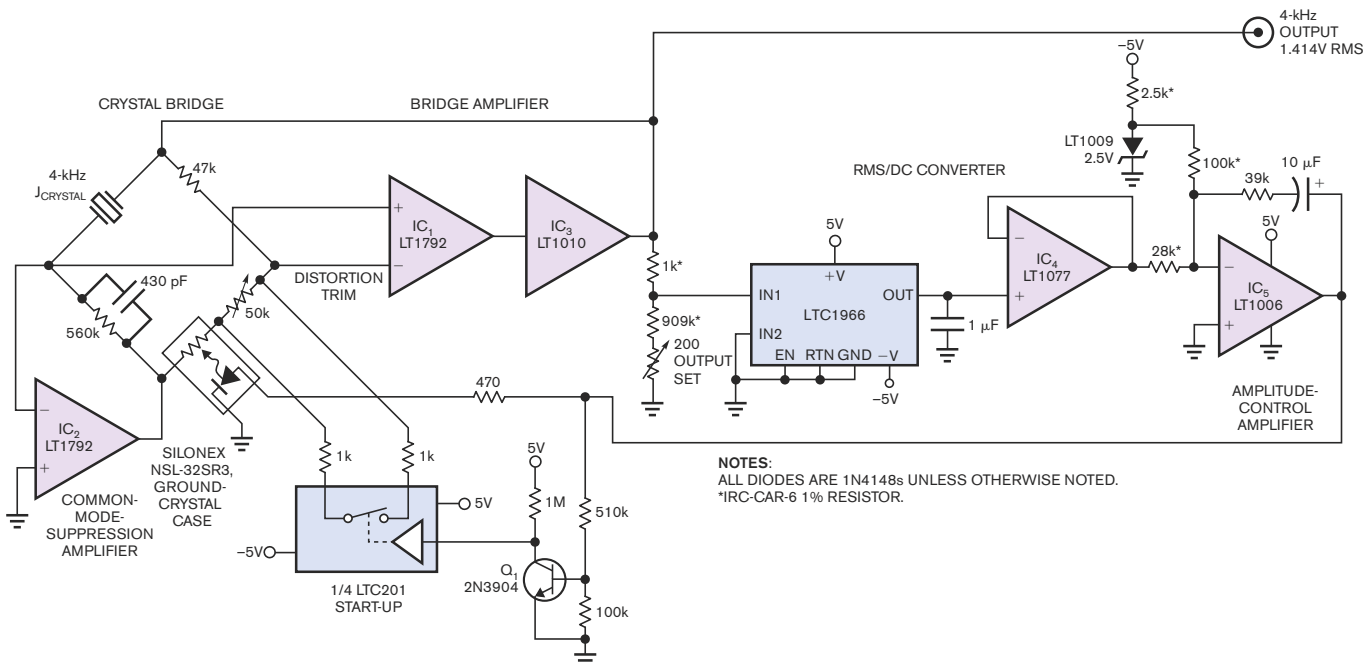 4-kHz
OUTPUT
1.414V RMS
–5V
2.5k*
CRYSTAL BRIDGE
BRIDGE AMPLIFIER
LT1009
2.5V
47k
RMS/DC CONVERTER
100k*
10 µF
+
39k
4-kHz
JCRYSTAL
+
IC1
LT1792
–
IC3
LT1010
5V
–
IC4
LT1077
+
28k*
5V
–
IC5
LT1006
+
1k*
+V
IN1
OUT
LTC1966
IN2
EN
RTN
GND
–V
–5V
1 µF
DISTORTION
TRIM
430 pF
560k
50k
909k*
200
OUTPUT
SET
470
AMPLITUDE-
CONTROL
AMPLIFIER
–
IC2
LT1792
+
SILONEX
NSL-32SR3,
GROUND-
CRYSTAL
CASE
COMMON-
MODE-
SUPPRESSION
AMPLIFIER
1k
1k
5V
1M
5V
–5V
510k
NOTES:
ALL DIODES ARE 1N4148s UNLESS OTHERWISE NOTED.
*IRC-CAR-6 1% RESISTOR.
Q1
2N3904
1/4 LTC201
START-UP
100k